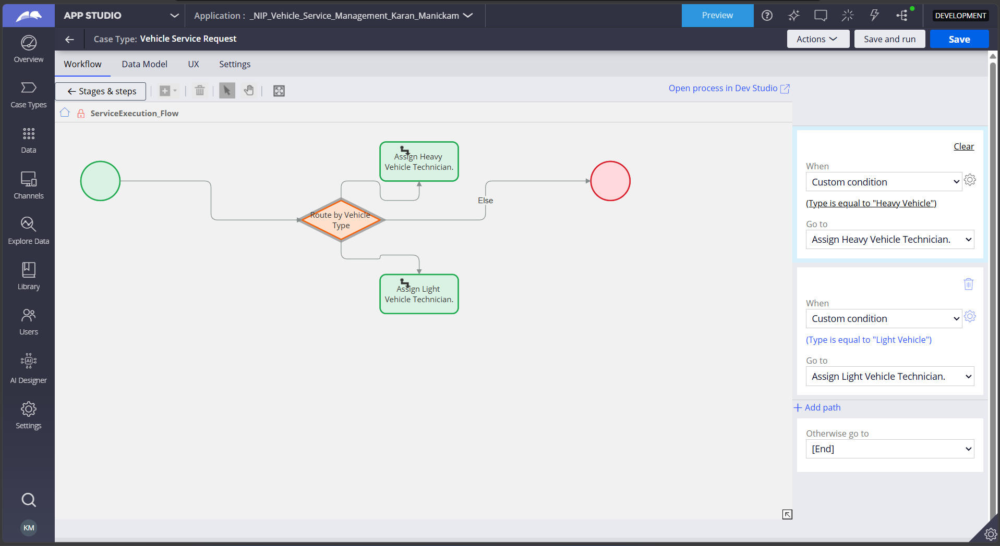 APP STUDIO
Application : _NIP_Vehicle_Service_Management_Karan_Manickam
Preview
DEVELOPMENT
Case Type: Vehicle Service Request
Actions
Save and run
Save
Overview
Case Types
Data
Channels
Explore Data
Library
Users
AI
AI Designer
Settings
KM
Workflow
Data Model
UX
Settings
Stages & steps
Open process in Dev Studio
ServiceExecution_Flow
Assign Heavy
Vehicle Technician.
Route by Vehicle
Type
Else
Assign Light
Vehicle Technician.
Clear
When
Custom condition
(Type is equal to "Heavy Vehicle")
Go to
Assign Heavy Vehicle Technician.
When
Custom condition
(Type is equal to "Light Vehicle")
Go to
Assign Light Vehicle Technician.
Add path
Otherwise go to
[End]